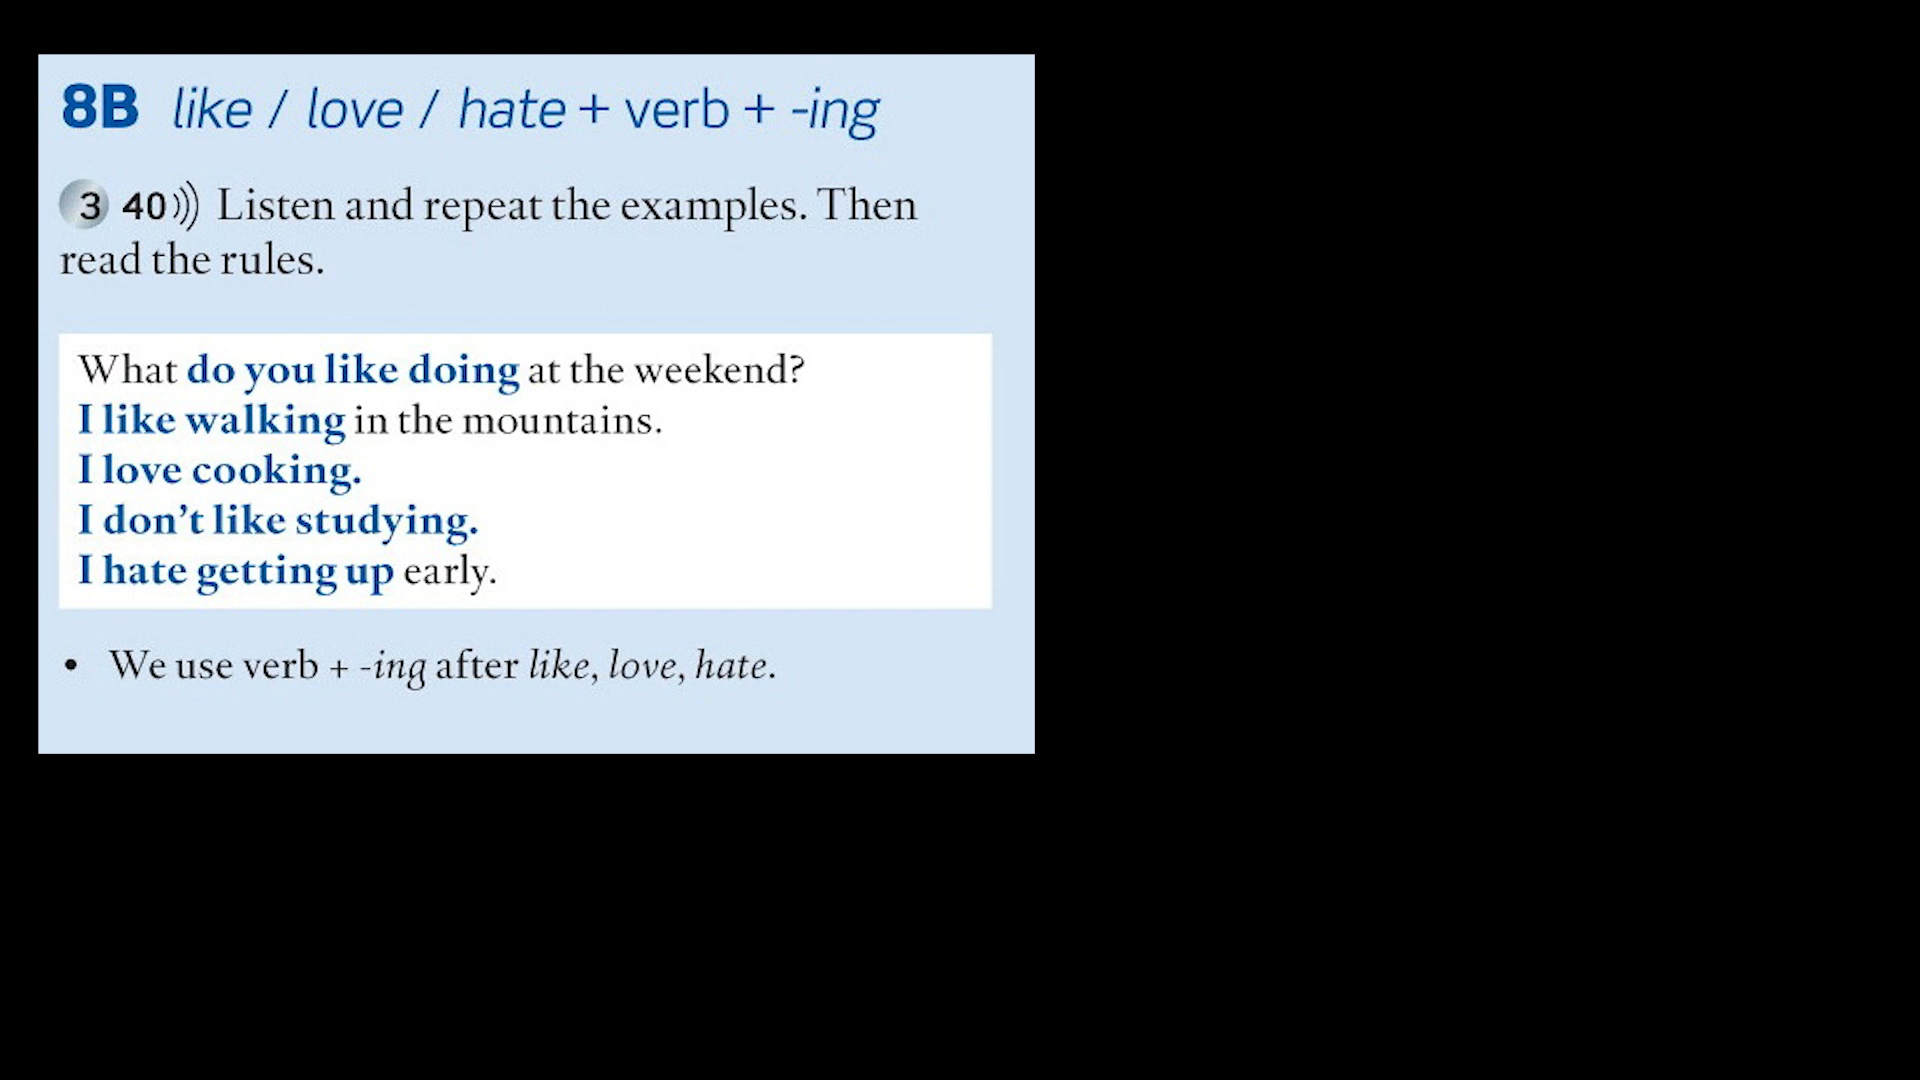 8B like / love / hate + verb + -ing
3 40))) Listen and repeat the examples. Then
read the rules.
What do you like doing at the weekend?
I like walking in the mountains.
I love cooking.
I don't like studying.
I hate getting up early.
• We use verb + -ing after like, love, hate.